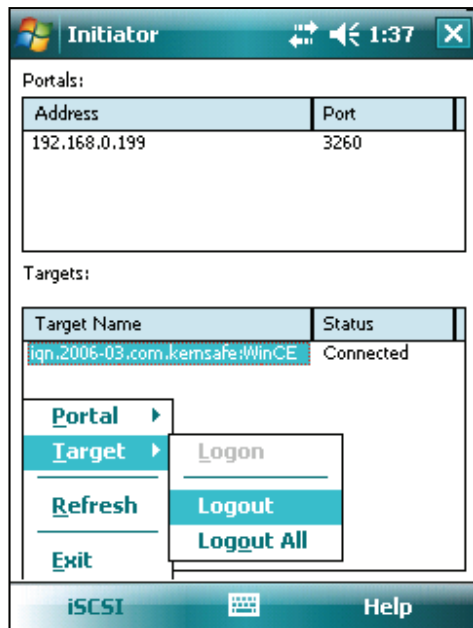 Initiator 1:37
Portals:
Address Port
192.168.0.199 3260
Targets:
Target Name Status
iqn.2006-03.com.kernsafe:WinCE Connected
Portal
Target Logon
Refresh Logout
Logout All
Exit
iSCSI Help